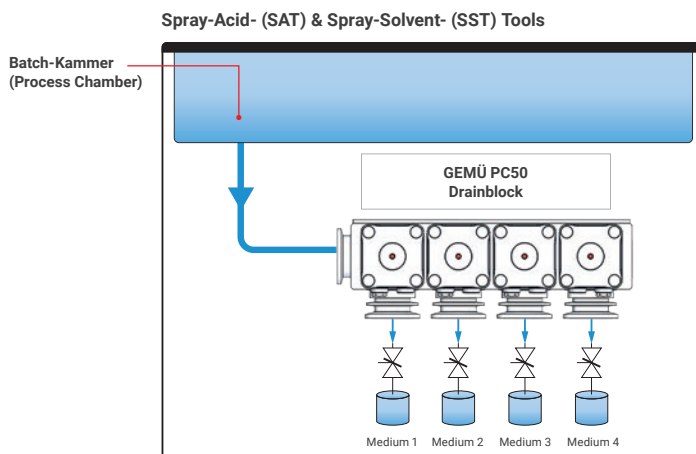 Spray-Acid- (SAT) & Spray-Solvent- (SST) Tools
Batch-Kammer
(Process Chamber)
GEMÜ PC50
Drainblock
Medium 1 Medium 2 Medium 3 Medium 4